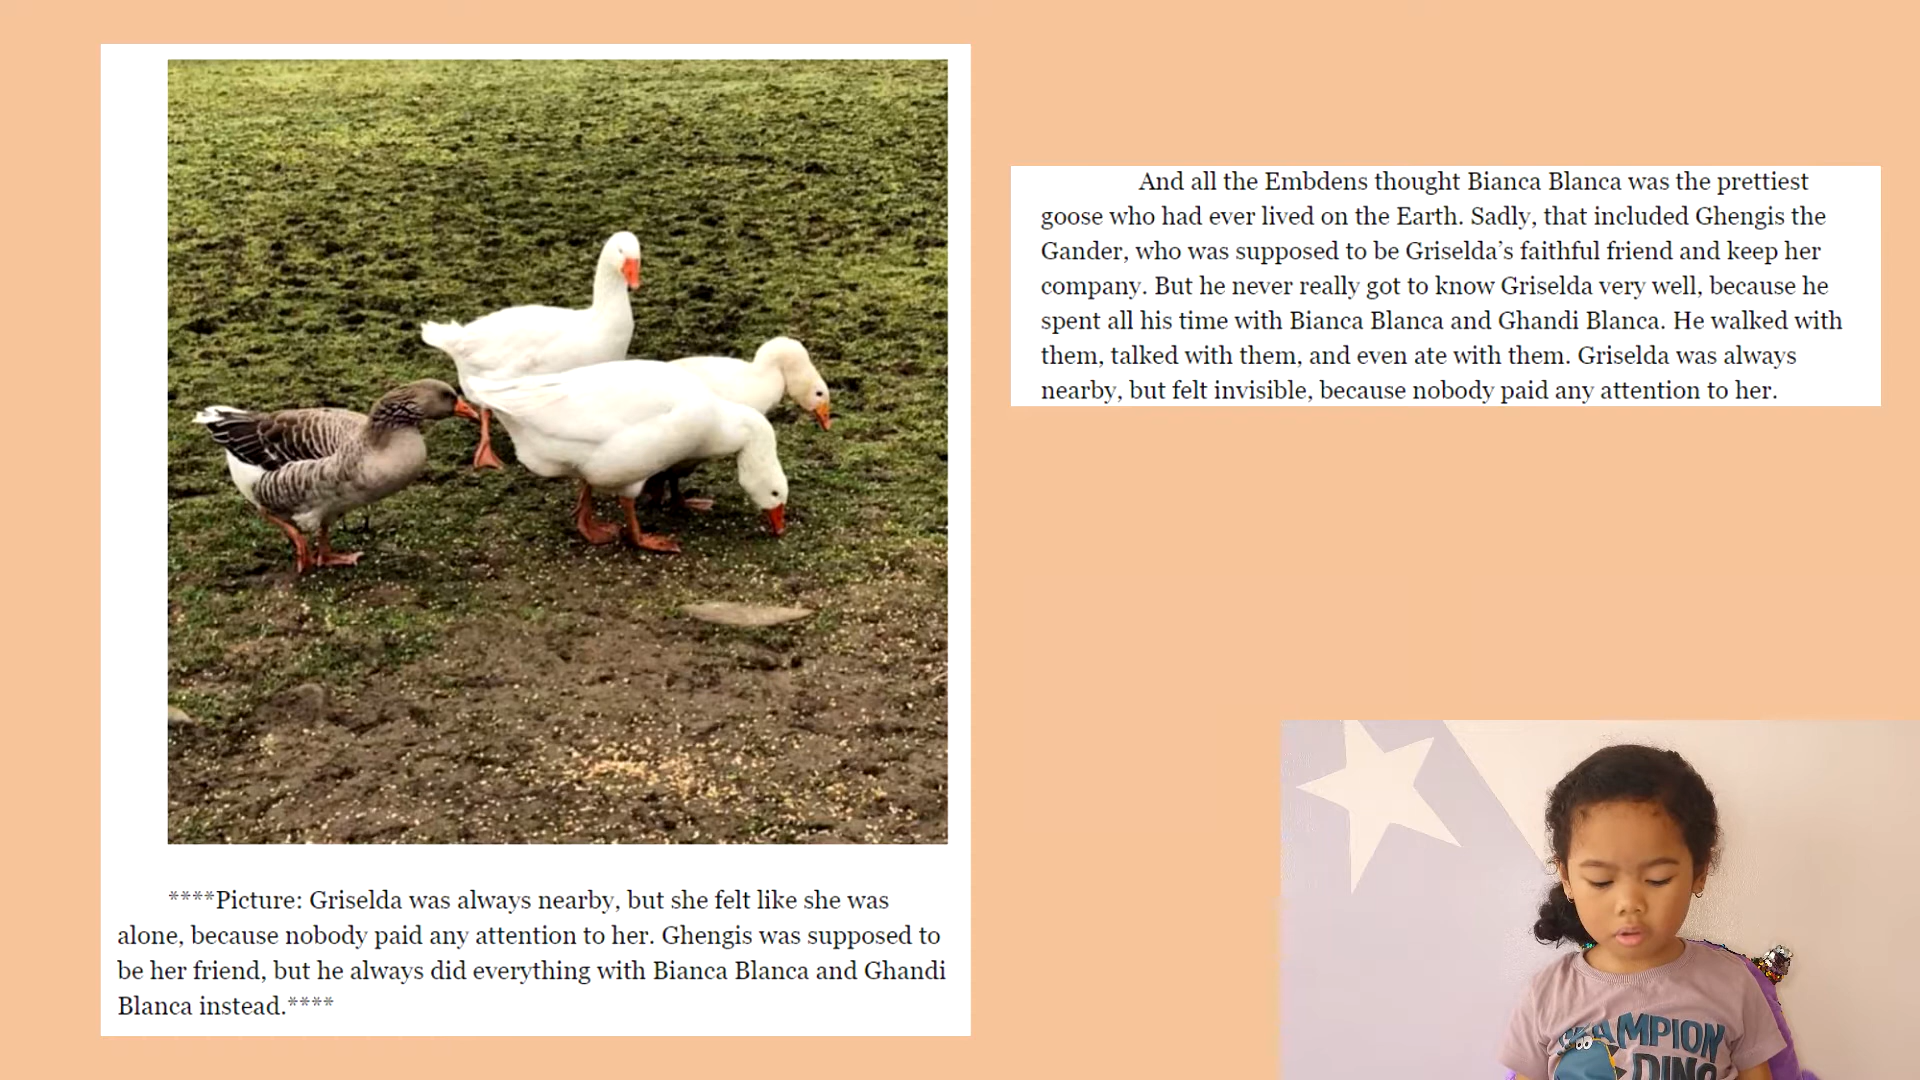 ****Picture: Griselda was always nearby, but she felt like she was
alone, because nobody paid any attention to her. Ghengis was supposed to
be her friend, but he always did everything with Bianca Blanca and Ghandi
Blanca instead.****
And all the Embdens thought Bianca Blanca was the prettiest
goose who had ever lived on the Earth. Sadly, that included Ghengis the
Gander, who was supposed to be Griselda’s faithful friend and keep her
company. But he never really got to know Griselda very well, because he
spent all his time with Bianca Blanca and Ghandi Blanca. He walked with
them, talked with them, and even ate with them. Griselda was always
nearby, but felt invisible, because nobody paid any attention to her.
CHAMPION
DINO